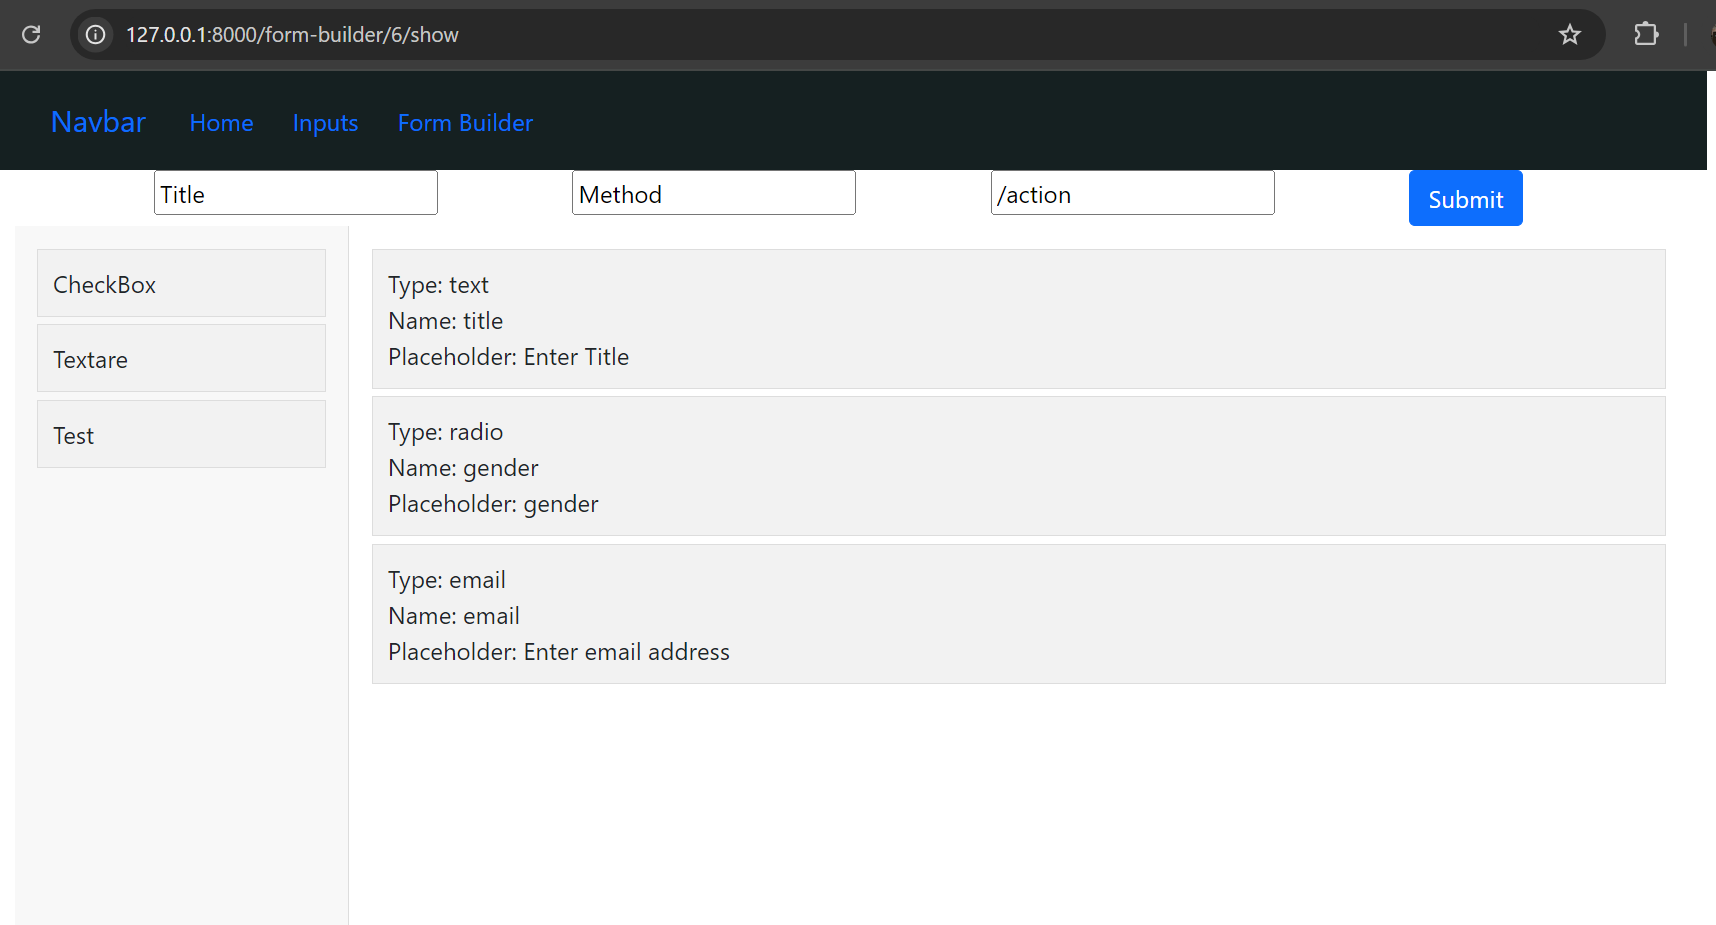 127.0.0.1:8000/form-builder/6/show
Navbar Home Inputs Form Builder
Title Method /action Submit
CheckBox
Textare
Test
Type: text
Name: title
Placeholder: Enter Title
Type: radio
Name: gender
Placeholder: gender
Type: email
Name: email
Placeholder: Enter email address